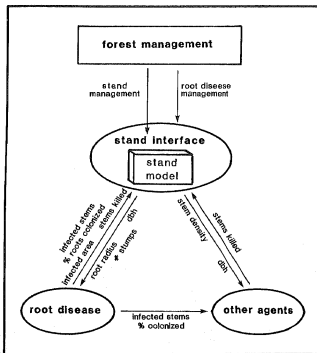 forest management
stand
management
root diseese
management
stand interface
stand
model
infected stems
% roots colonized
infected area
stems killed
dbh
root radius
# stumps
stem density
dbh
stems killed
root disease
infected stems
% colonized
other agents